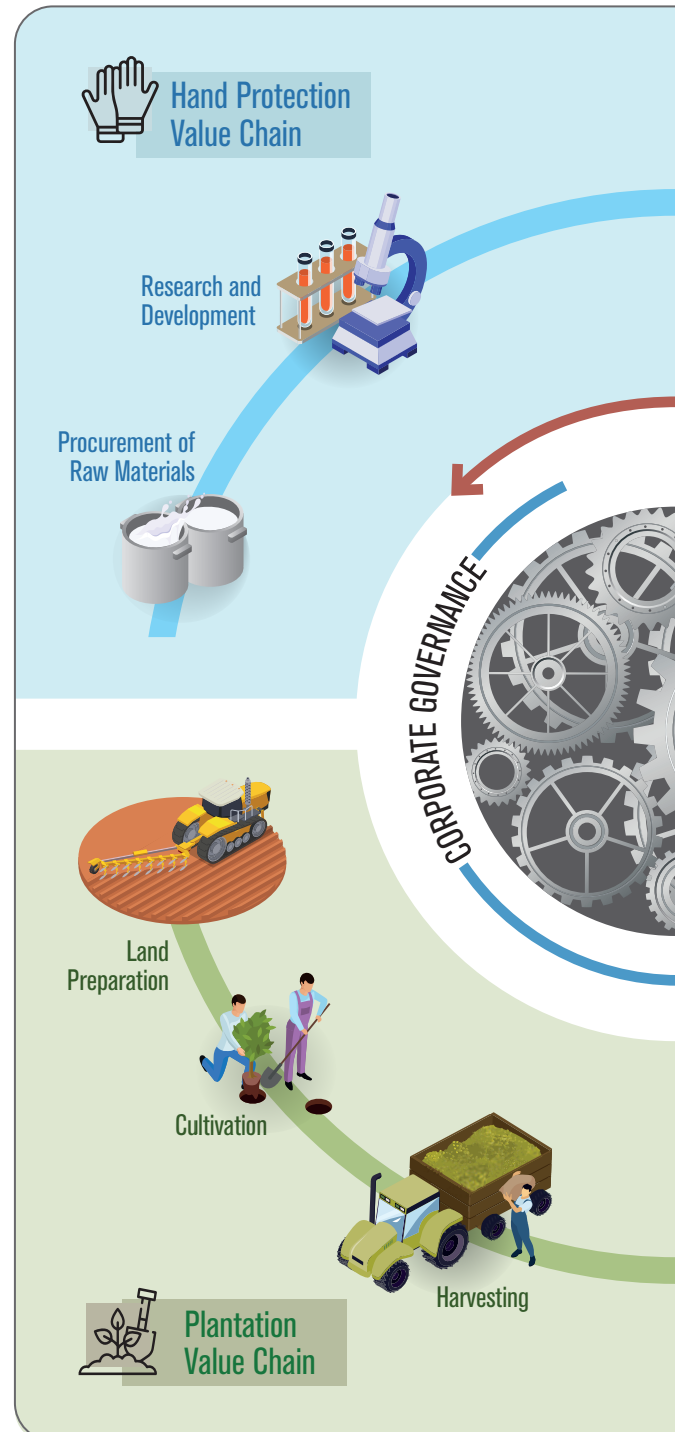 Hand Protection
Value Chain
Research and
Development
Procurement of
Raw Materials
CORPORATE GOVERNANCE
Land
Preparation
Cultivation
Harvesting
Plantation
Value Chain